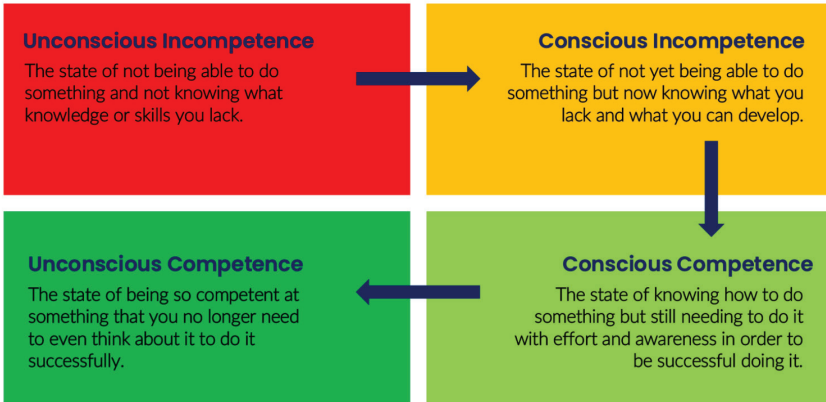 Unconscious Incompetence
The state of not being able to do
something and not knowing what
knowledge or skills you lack.
Conscious Incompetence
The state of not yet being able to do
something but now knowing what you
lack and what you can develop.
Unconscious Competence
The state of being so competent at
something that you no longer need
to even think about it to do it
successfully.
Conscious Competence
The state of knowing how to do
something but still needing to do it
with effort and awareness in order to
be successful doing it.